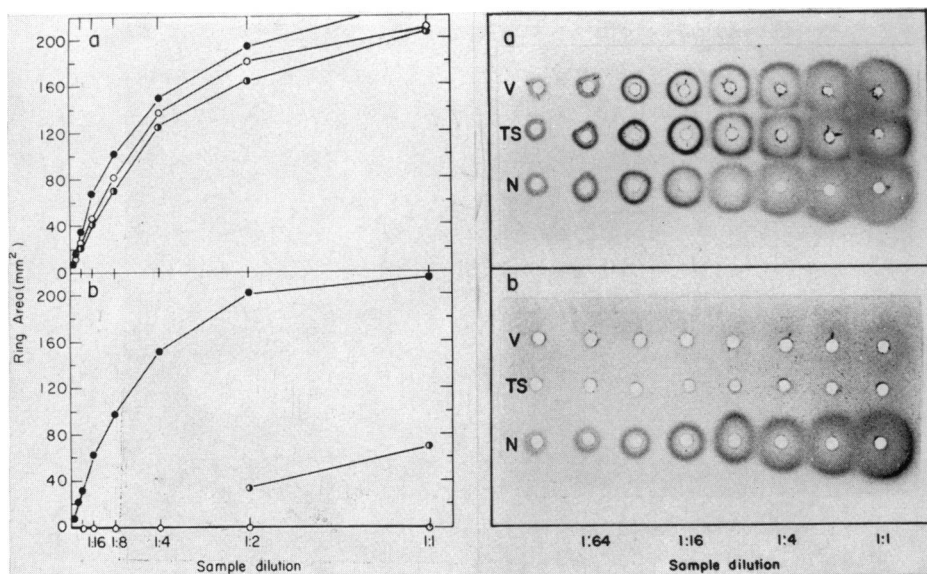 a
200
160
120
80
40
0
b
200
160
120
80
40
0
Ring Area (mm²)
1:16 1:8 1:4 1:2 1:1
Sample dilution
a
V
TS
N
b
V
TS
N
1:64 1:16 1:4 1:1
Sample dilution